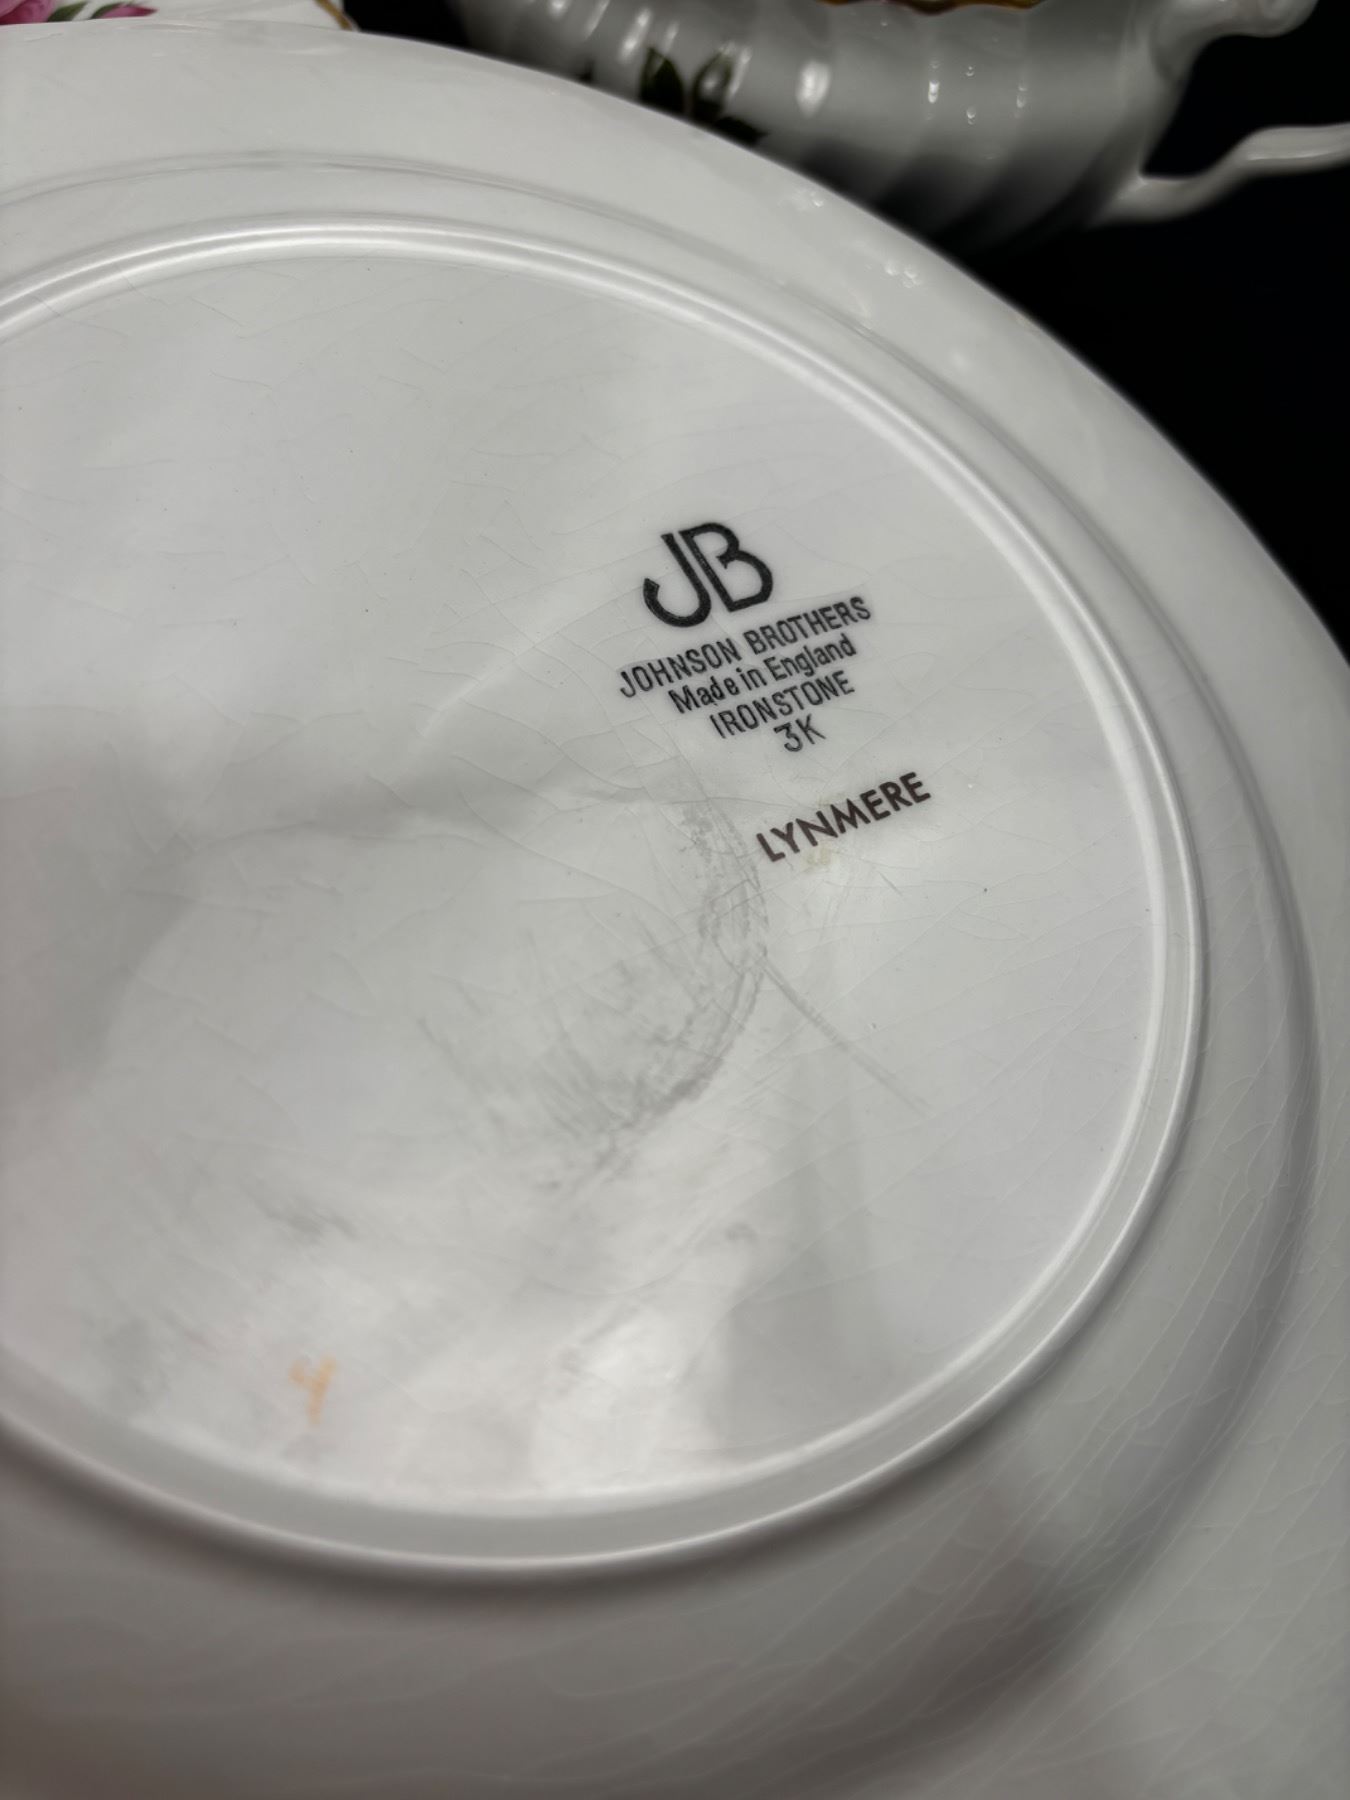 JB
JOHNSON BROTHERS
Made in England
IRONSTONE
3K
LYNMERE